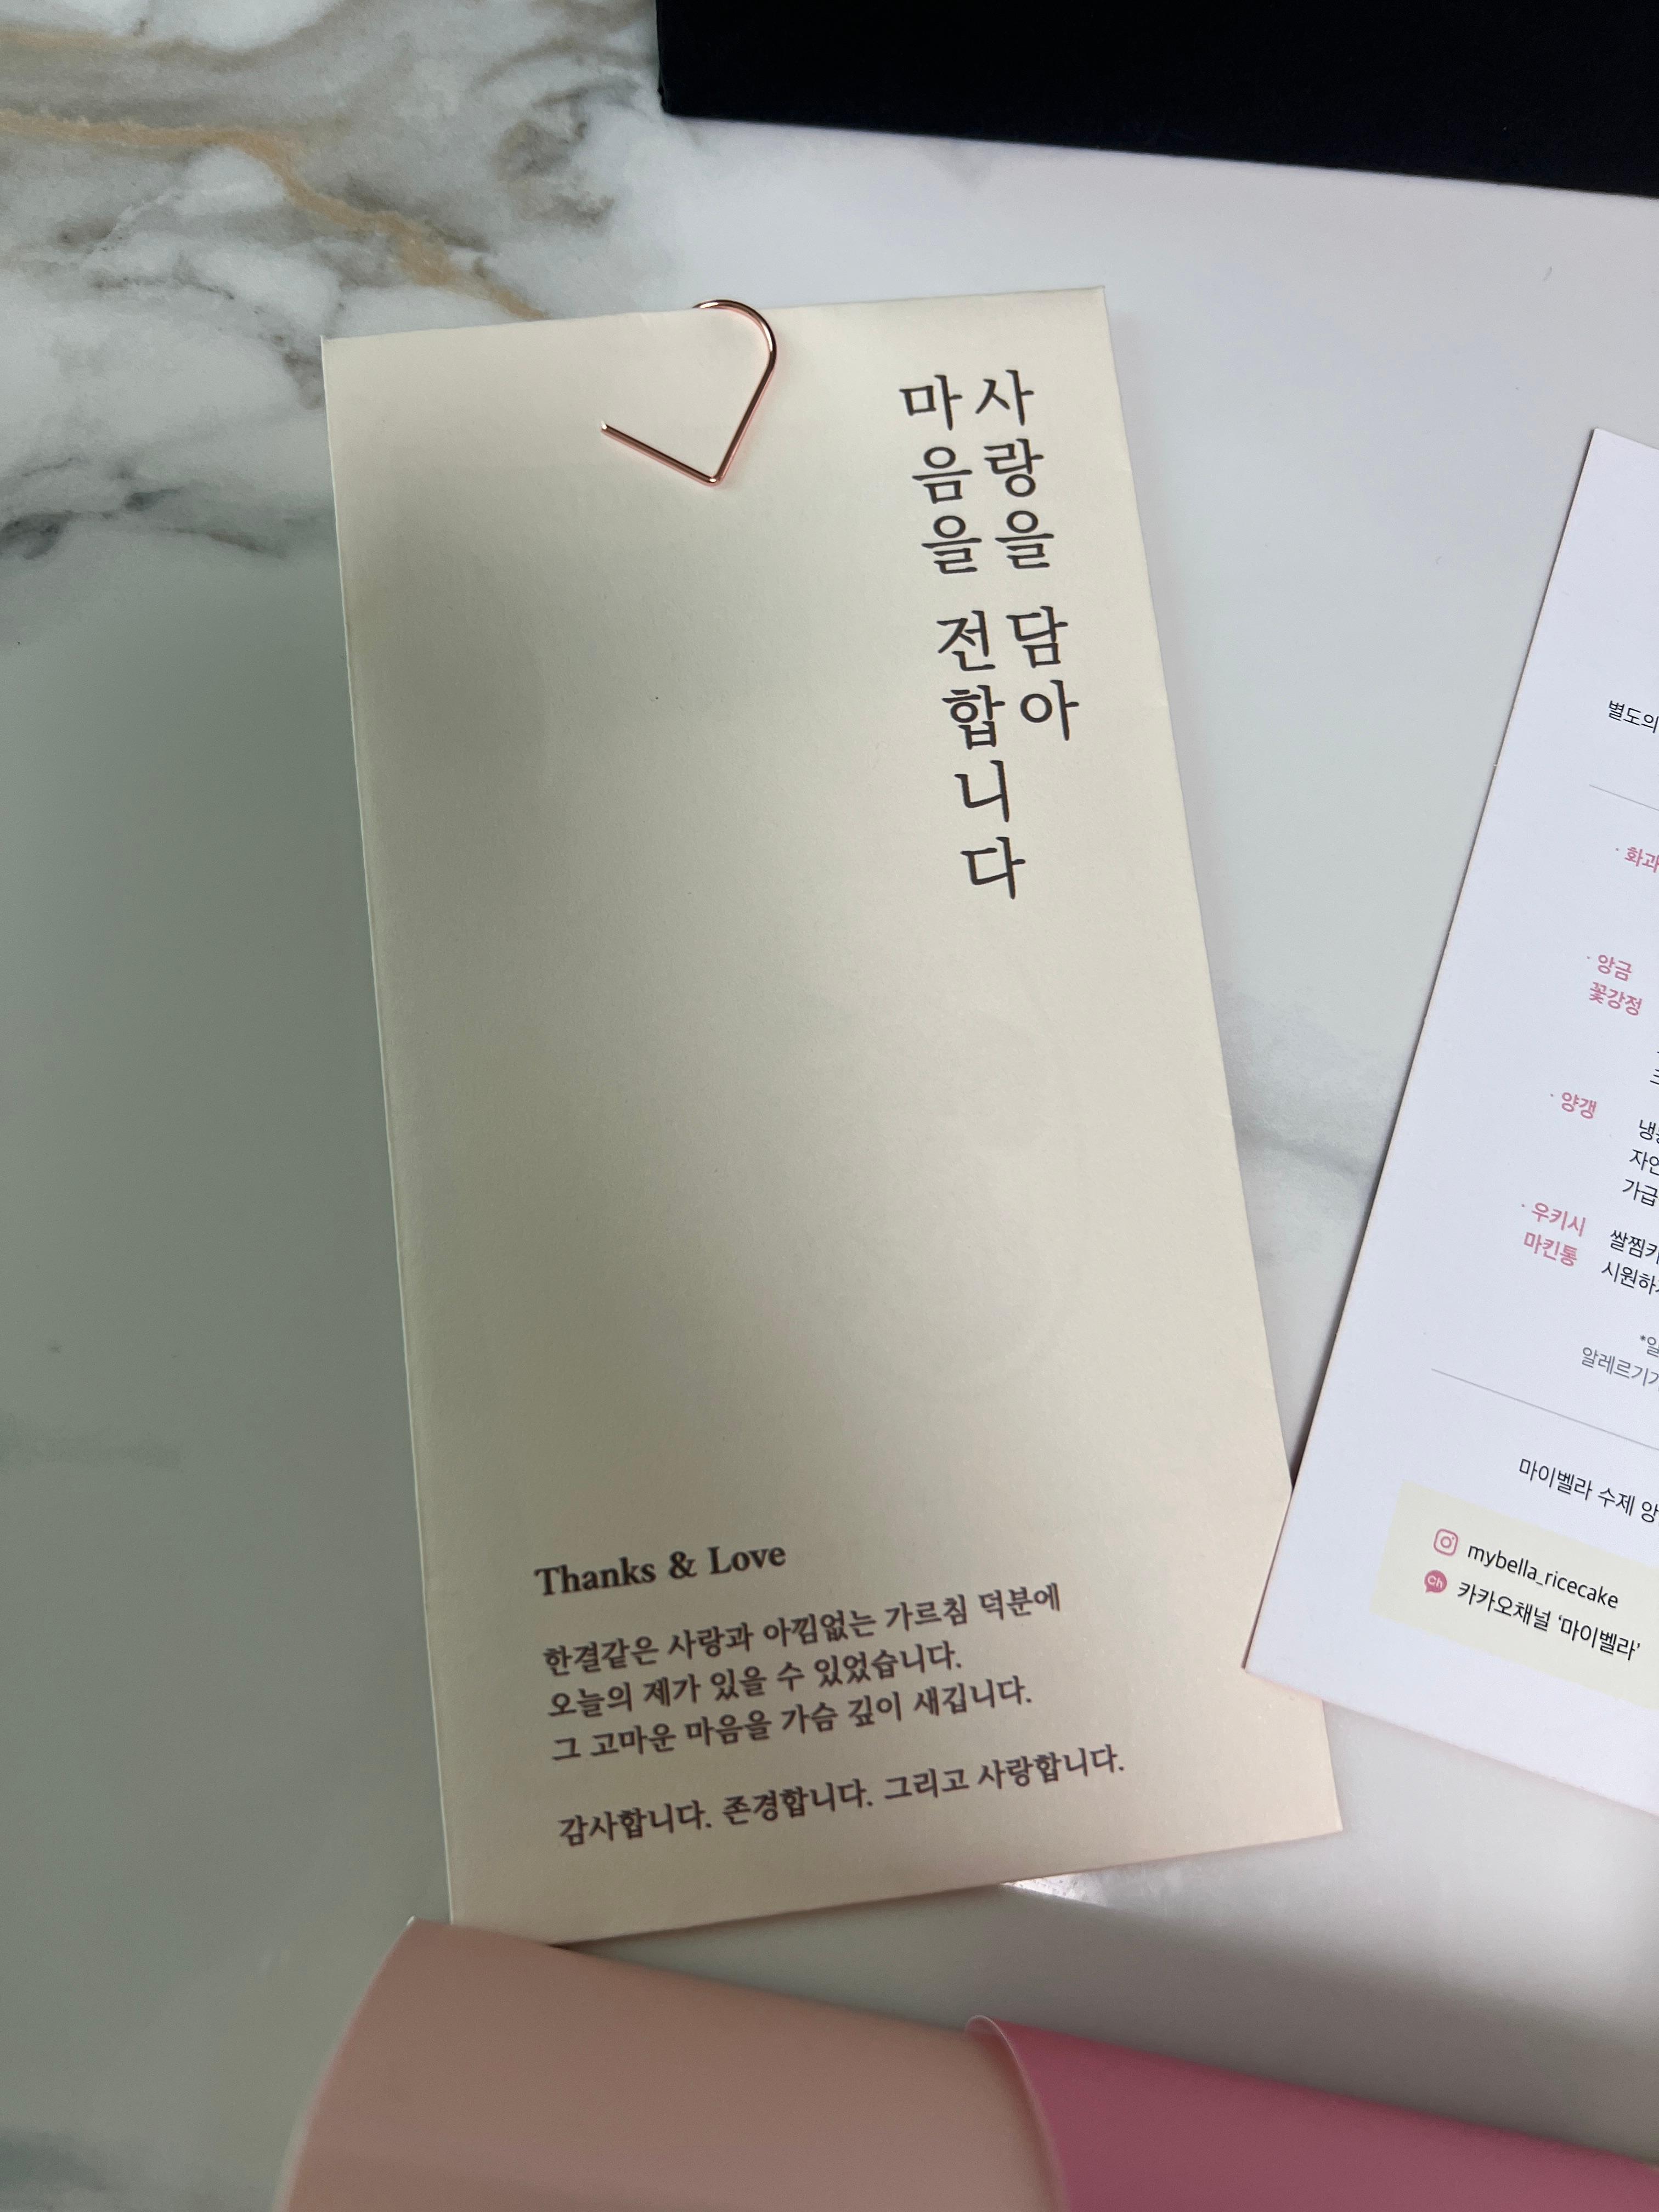 사랑을 담아
마음을 전합니다
Thanks & Love
한결같은 사랑과 아낌없는 가르침 덕분에
오늘의 제가 있을 수 있었습니다.
그 고마운 마음을 가슴 깊이 새깁니다.
감사합니다. 존경합니다. 그리고 사랑합니다.
별도의
· 화과
· 앙금
꽃강정
· 양갱
가급
· 우키시
마킨통
쌀찜카
시원하
알레르기가
마이벨라 수제 앙
mybella_ricecake
Ch 카카오채널 ‘마이벨라’